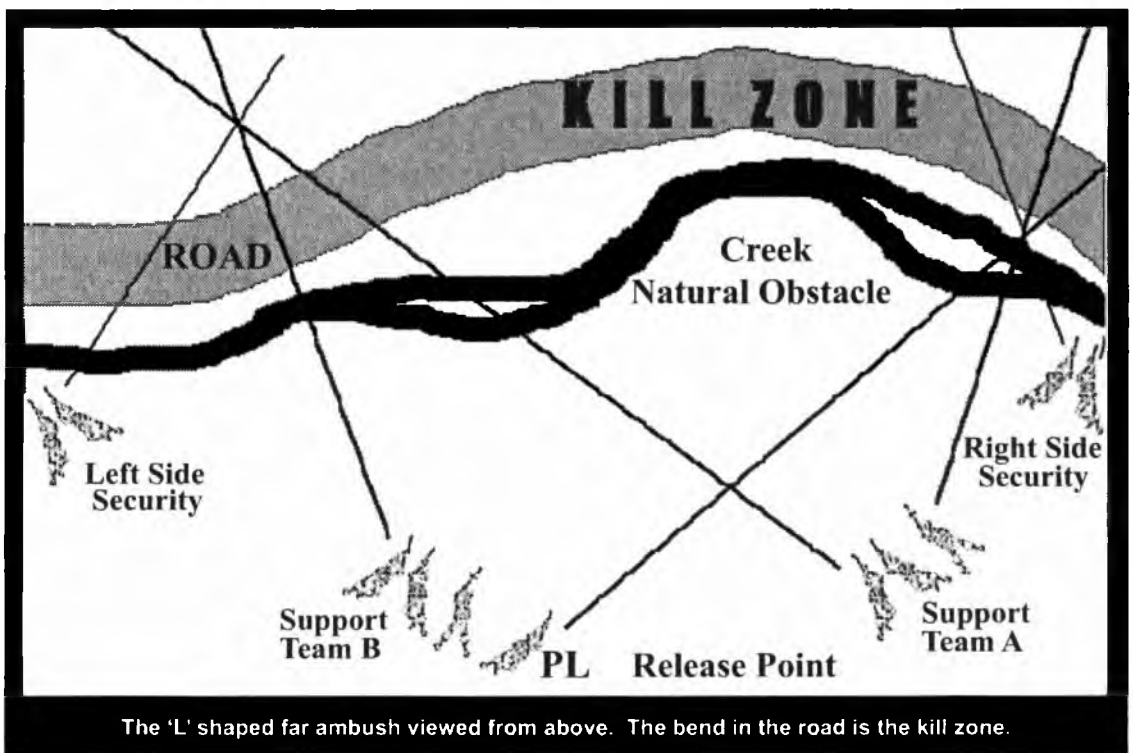 KILL ZONE
ROAD
Creek
Natural Obstacle
Left Side
Security
Right Side
Security
Support
Team B
Support
Team A
PL Release Point
The 'L' shaped far ambush viewed from above. The bend in the road is the kill zone.